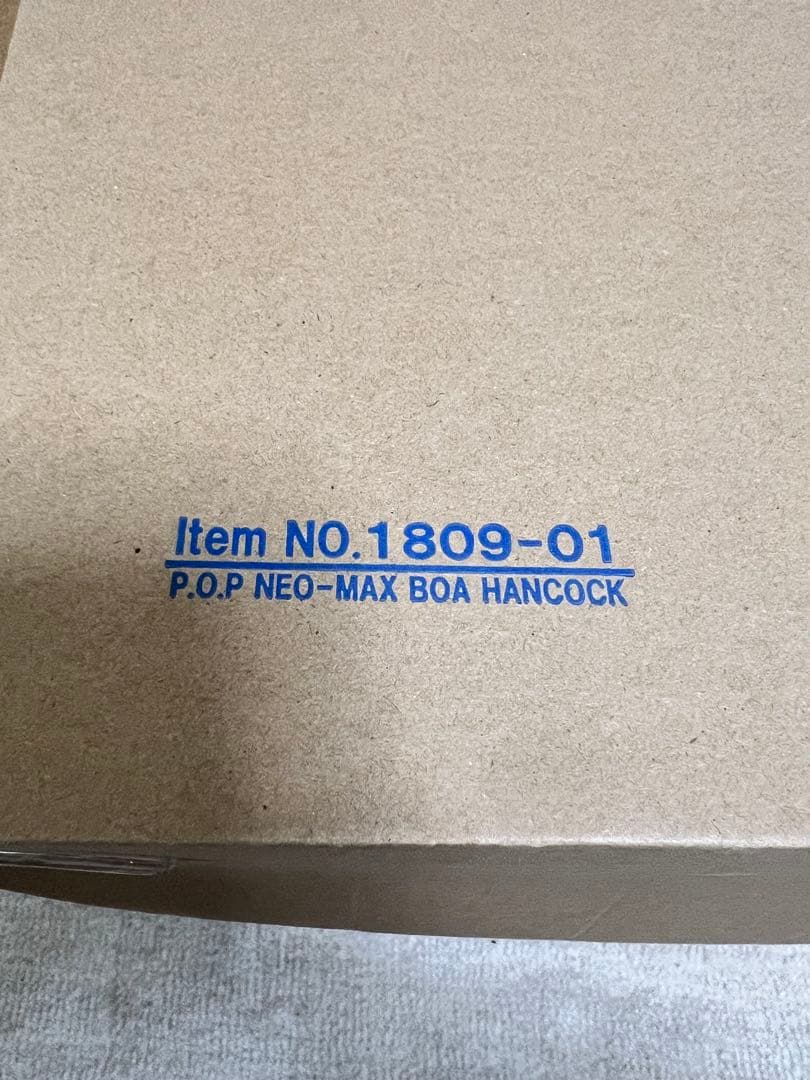 Item NO.1809-01
P.O.P NEO-MAX BOA HANCOCK